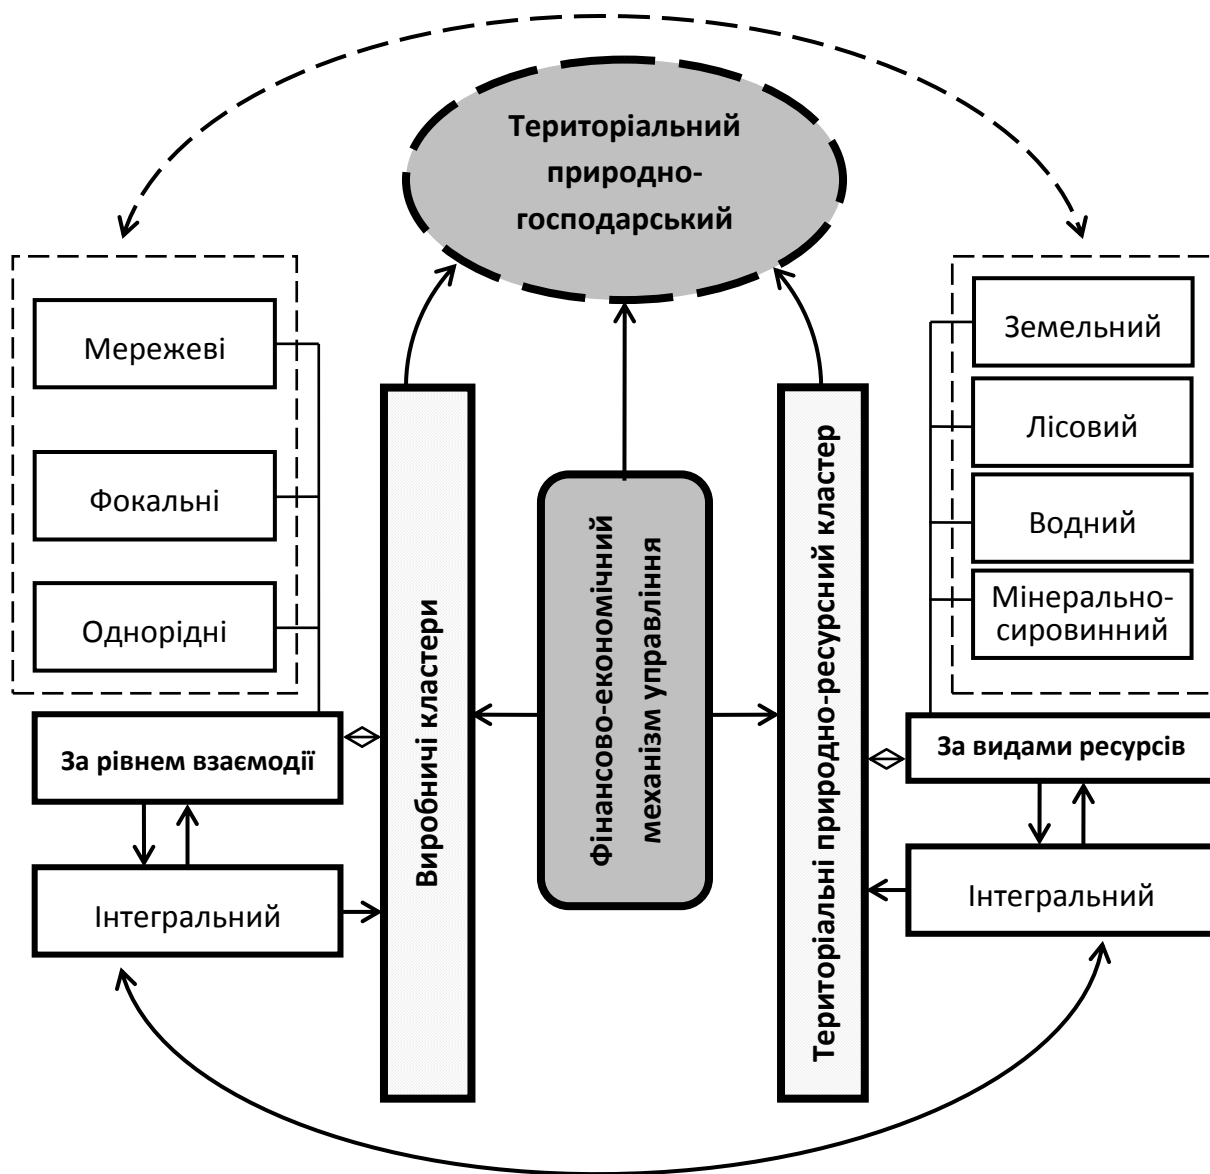 Територіальний
природно-
господарський
Мережеві
Фокальні
Однорідні
За рівнем взаємодії
Інтегральний
Виробничі кластери
Фінансово-економічний
механізм управління
Територіальні природно-ресурсний кластер
Земельний
Лісовий
Водний
Мінерально-
сировинний
За видами ресурсів
Інтегральний